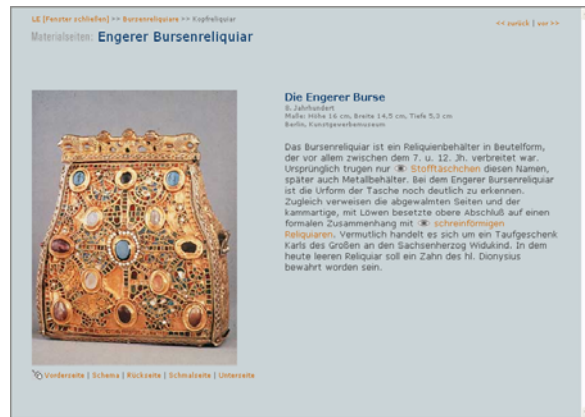 LE [Fenster schließen] >> Bursenreliquiare >> Kopfreliquiar
<< zurück | vor >>
Materialseiten: Engerer Bursenreliquiar
Die Engerer Burse
8. Jahrhundert
Maße: Höhe 16 cm, Breite 14,5 cm, Tiefe 5,3 cm
Berlin, Kunstgewerbemuseum
Das Bursenreliquiar ist ein Reliquienbehälter in Beutelform,
der vor allem zwischen dem 7. u. 12. Jh. verbreitet war.
Ursprünglich trugen nur Stofftäschchen diesen Namen,
später auch Metallbehälter. Bei dem Engerer Bursenreliquiar
ist die Urform der Tasche noch deutlich zu erkennen.
Zugleich verweisen die abgewalmten Seiten und der
kammartige, mit Löwen besetzte obere Abschluß auf einen
formalen Zusammenhang mit schreinförmigen
Reliquiaren. Vermutlich handelt es sich um ein Taufgeschenk
Karls des Großen an den Sachsenherzog Widukind. In dem
heute leeren Reliquiar soll ein Zahn des hl. Dionysius
bewahrt worden sein.
Vorderseite | Schema | Rückseite | Schmalseite | Unterseite